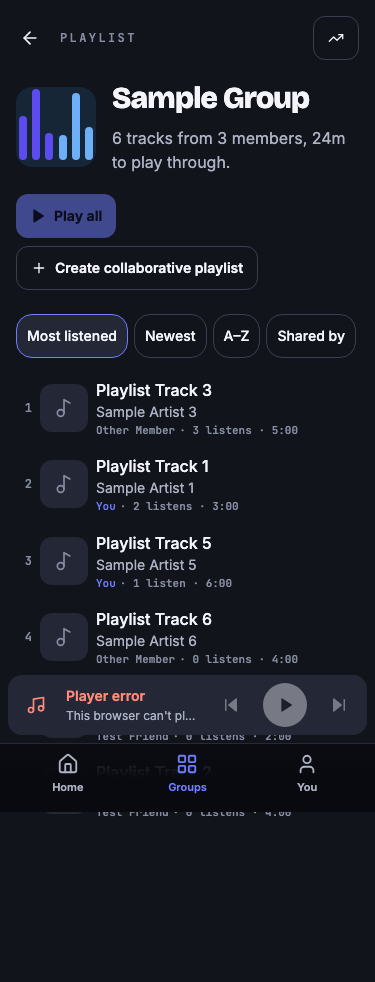 PLAYLIST
Sample Group
6 tracks from 3 members, 24m
to play through.
Play all
Create collaborative playlist
Most listened
Newest
A–Z
Shared by
1
Playlist Track 3
Sample Artist 3
Other Member · 3 listens · 5:00
2
Playlist Track 1
Sample Artist 1
You · 2 listens · 3:00
3
Playlist Track 5
Sample Artist 5
You · 1 listen · 6:00
4
Playlist Track 6
Sample Artist 6
Other Member · 0 listens · 4:00
Player error
This browser can't pl...
Test Friend · 0 listens · 2:00
Playlist Track 2
Home
Groups
You
Test Friend · 0 listens · 4:00